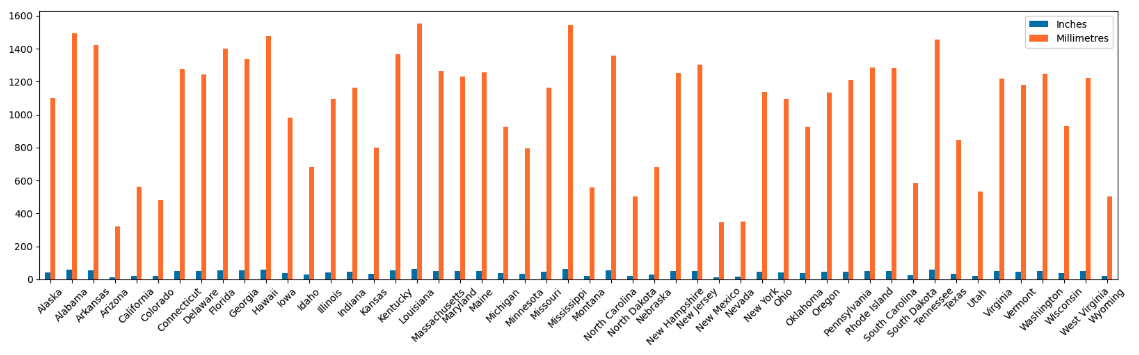 1600
1400
1200
1000
800
600
400
200
0
Inches
Millimetres
Alaska
Alabama
Arkansas
Arizona
California
Colorado
Connecticut
Delaware
Florida
Georgia
Hawaii
Iowa
Idaho
Illinois
Indiana
Kansas
Kentucky
Louisiana
Massachusetts
Maryland
Maine
Michigan
Minnesota
Missouri
Mississippi
Montana
North Carolina
North Dakota
Nebraska
New Hampshire
New Jersey
New Mexico
Nevada
New York
Ohio
Oklahoma
Oregon
Pennsylvania
Rhode Island
South Carolina
South Dakota
Tennessee
Texas
Utah
Virginia
Vermont
Washington
Wisconsin
West Virginia
Wyoming